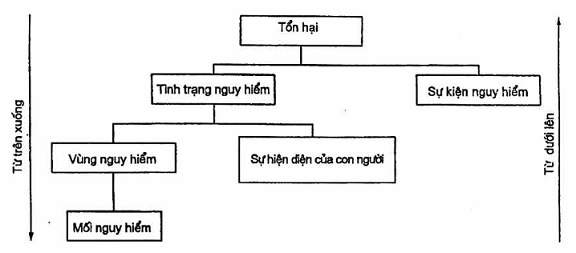 Tổn hại
Tình trạng nguy hiểm
Sự kiện nguy hiểm
Vùng nguy hiểm
Sự hiện diện của con người
Mối nguy hiểm
Từ trên xuống
Từ dưới lên